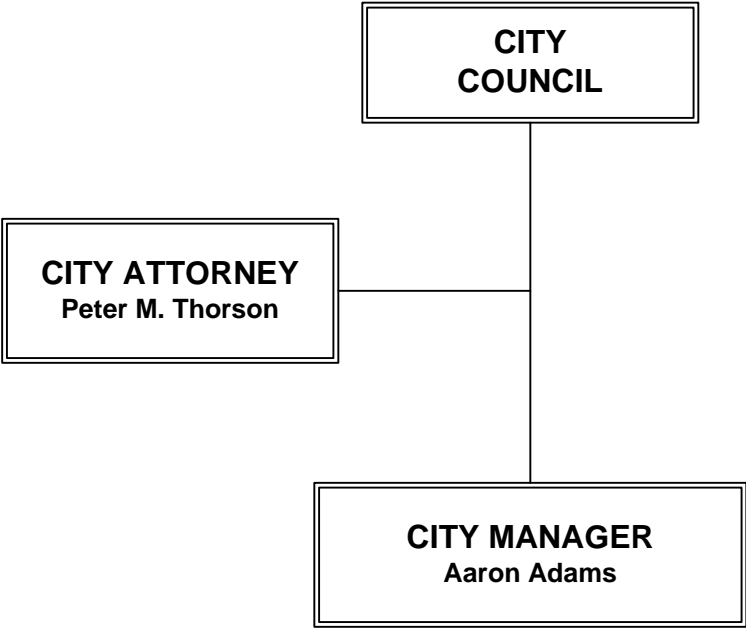 CITY
COUNCIL
CITY ATTORNEY
Peter M. Thorson
CITY MANAGER
Aaron Adams